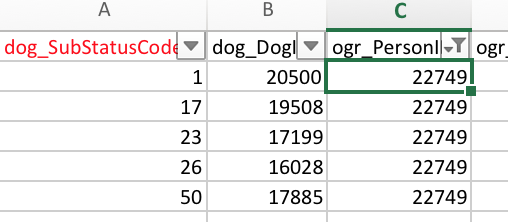 A B C
dog_SubStatusCode dog_DogI ogr_PersonI ogr_
1 20500 22749
17 19508 22749
23 17199 22749
26 16028 22749
50 17885 22749